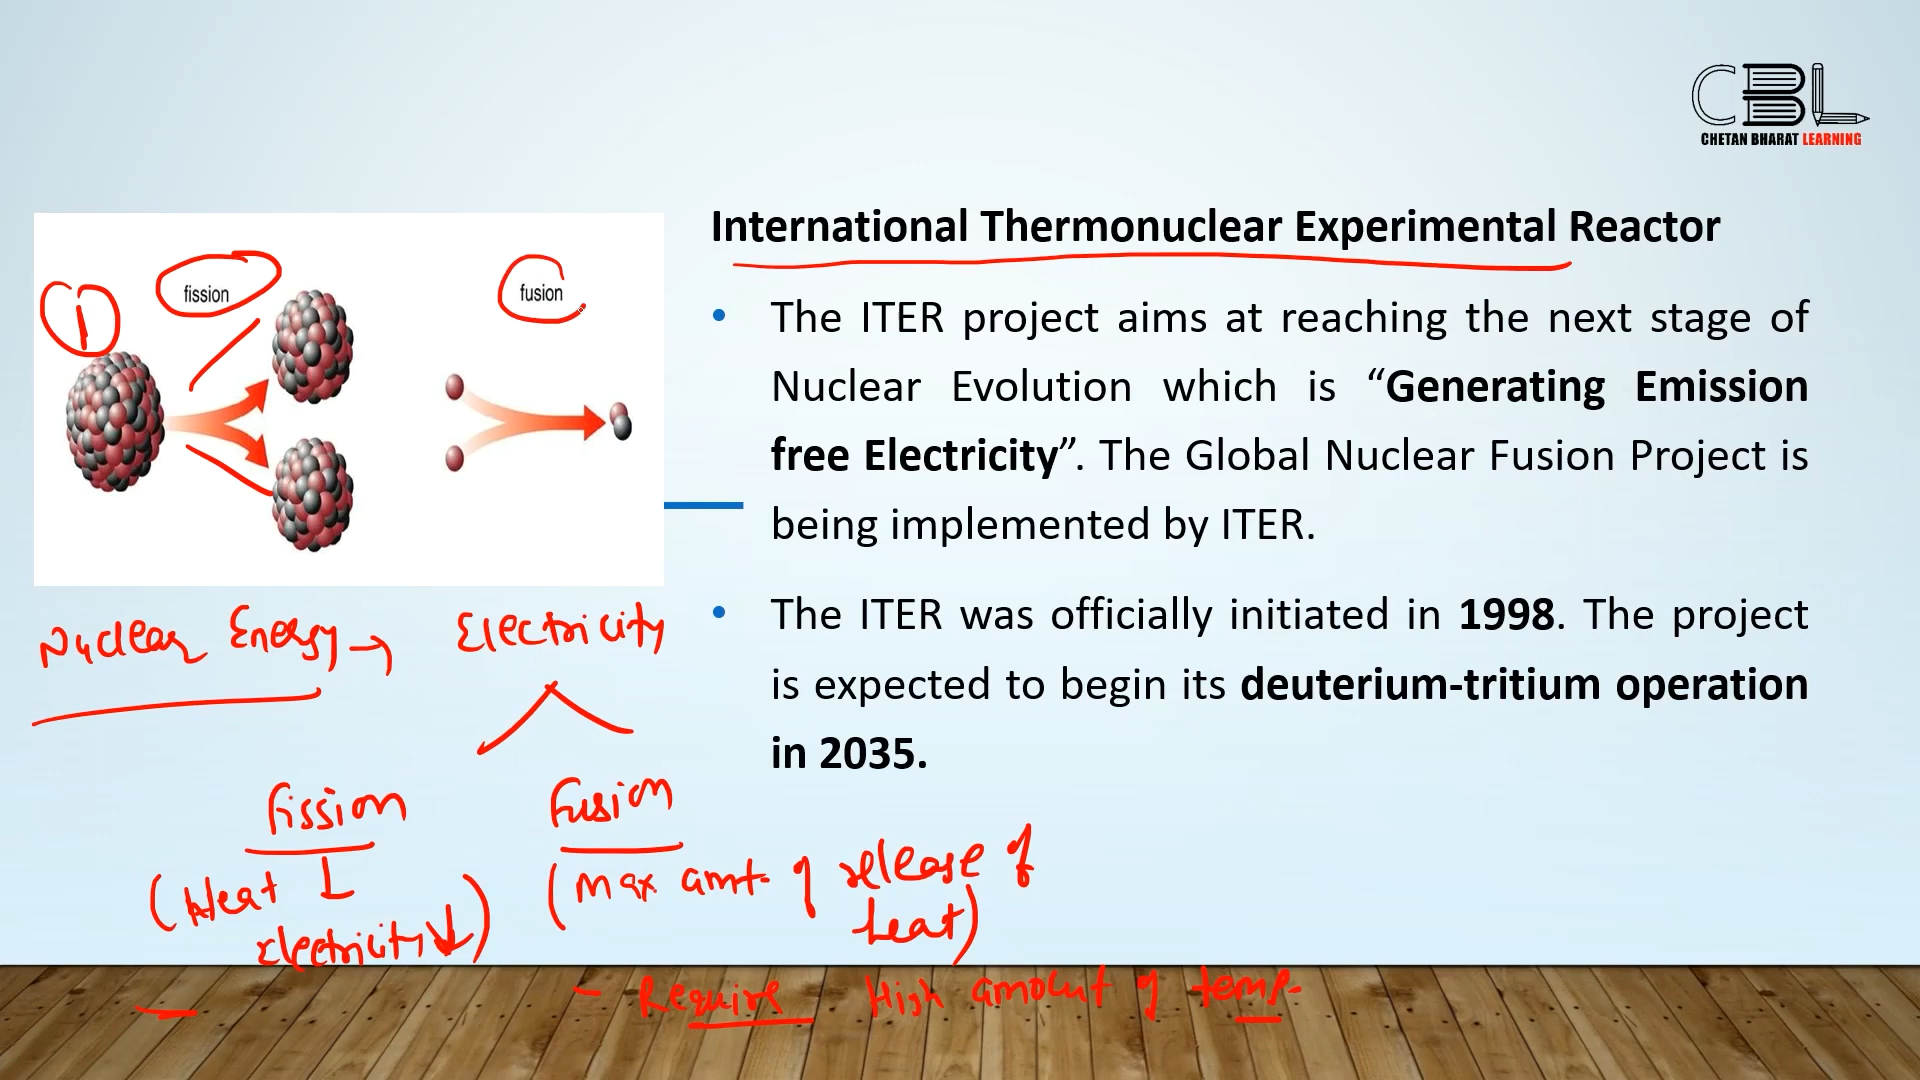 CBL
CHETAN BHARAT LEARNING
International Thermonuclear Experimental Reactor
1
fission
fusion
• The ITER project aims at reaching the next stage of
Nuclear Evolution which is “Generating Emission
free Electricity”. The Global Nuclear Fusion Project is
being implemented by ITER.
• The ITER was officially initiated in 1998. The project
is expected to begin its deuterium-tritium operation
in 2035.
Nuclear Energy → Electricity
Fission
Fusion
(Heat ↓
Electricity ↓)
(Max amt. of release of
heat)
- Require High amount of temp.